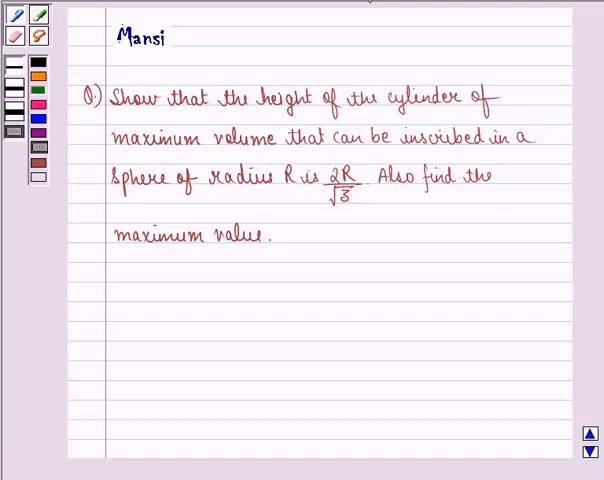 Mansi
Q.) Show that the height of the cylinder of
maximum volume that can be inscribed in a
sphere of radius R is 2R/√3. Also find the
maximum value.